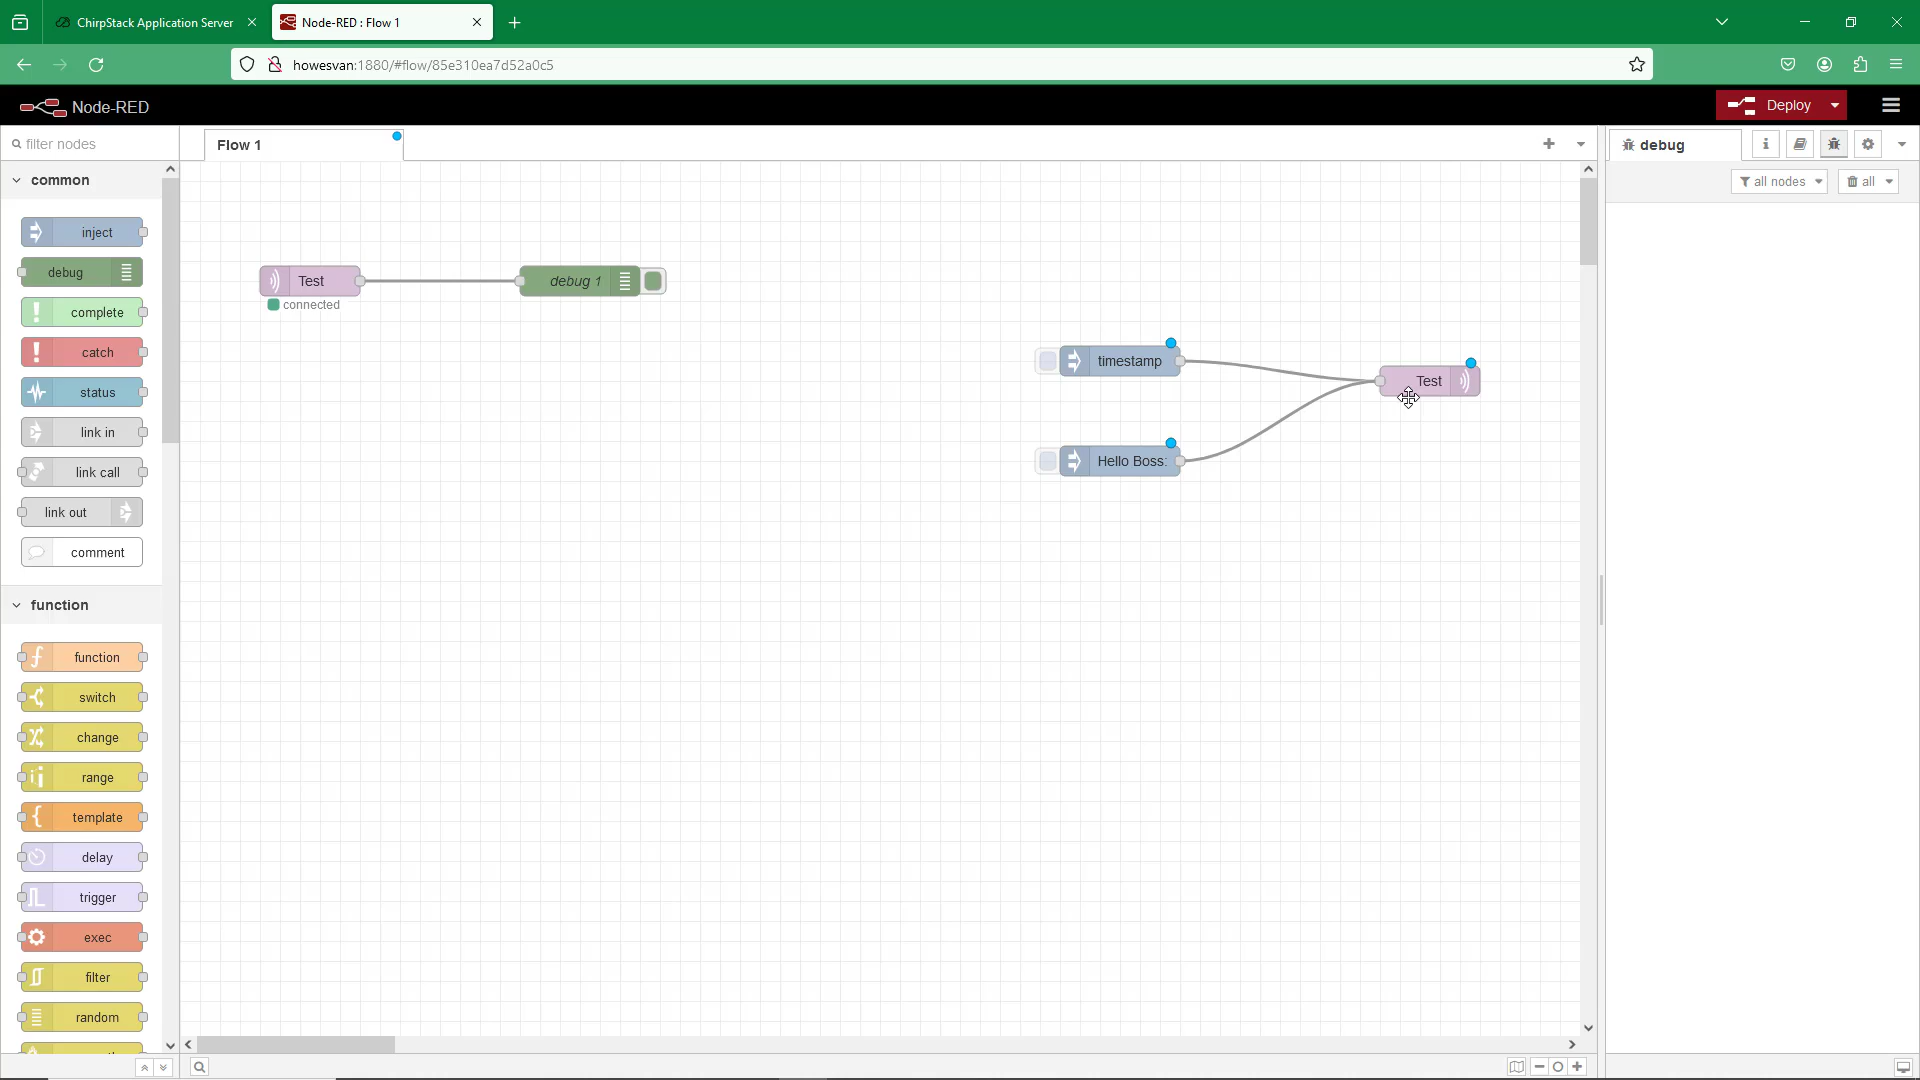 ChirpStack Application Server
Node-RED : Flow 1
howesvan:1880/#flow/85e310ea7d52a0c5
Node-RED
Deploy
filter nodes
Flow 1
debug
i
all nodes
all
common
inject
debug
complete
catch
status
link in
link call
link out
comment
function
function
switch
change
range
template
delay
trigger
exec
filter
random
Test
connected
debug 1
timestamp
Test
Hello Boss: